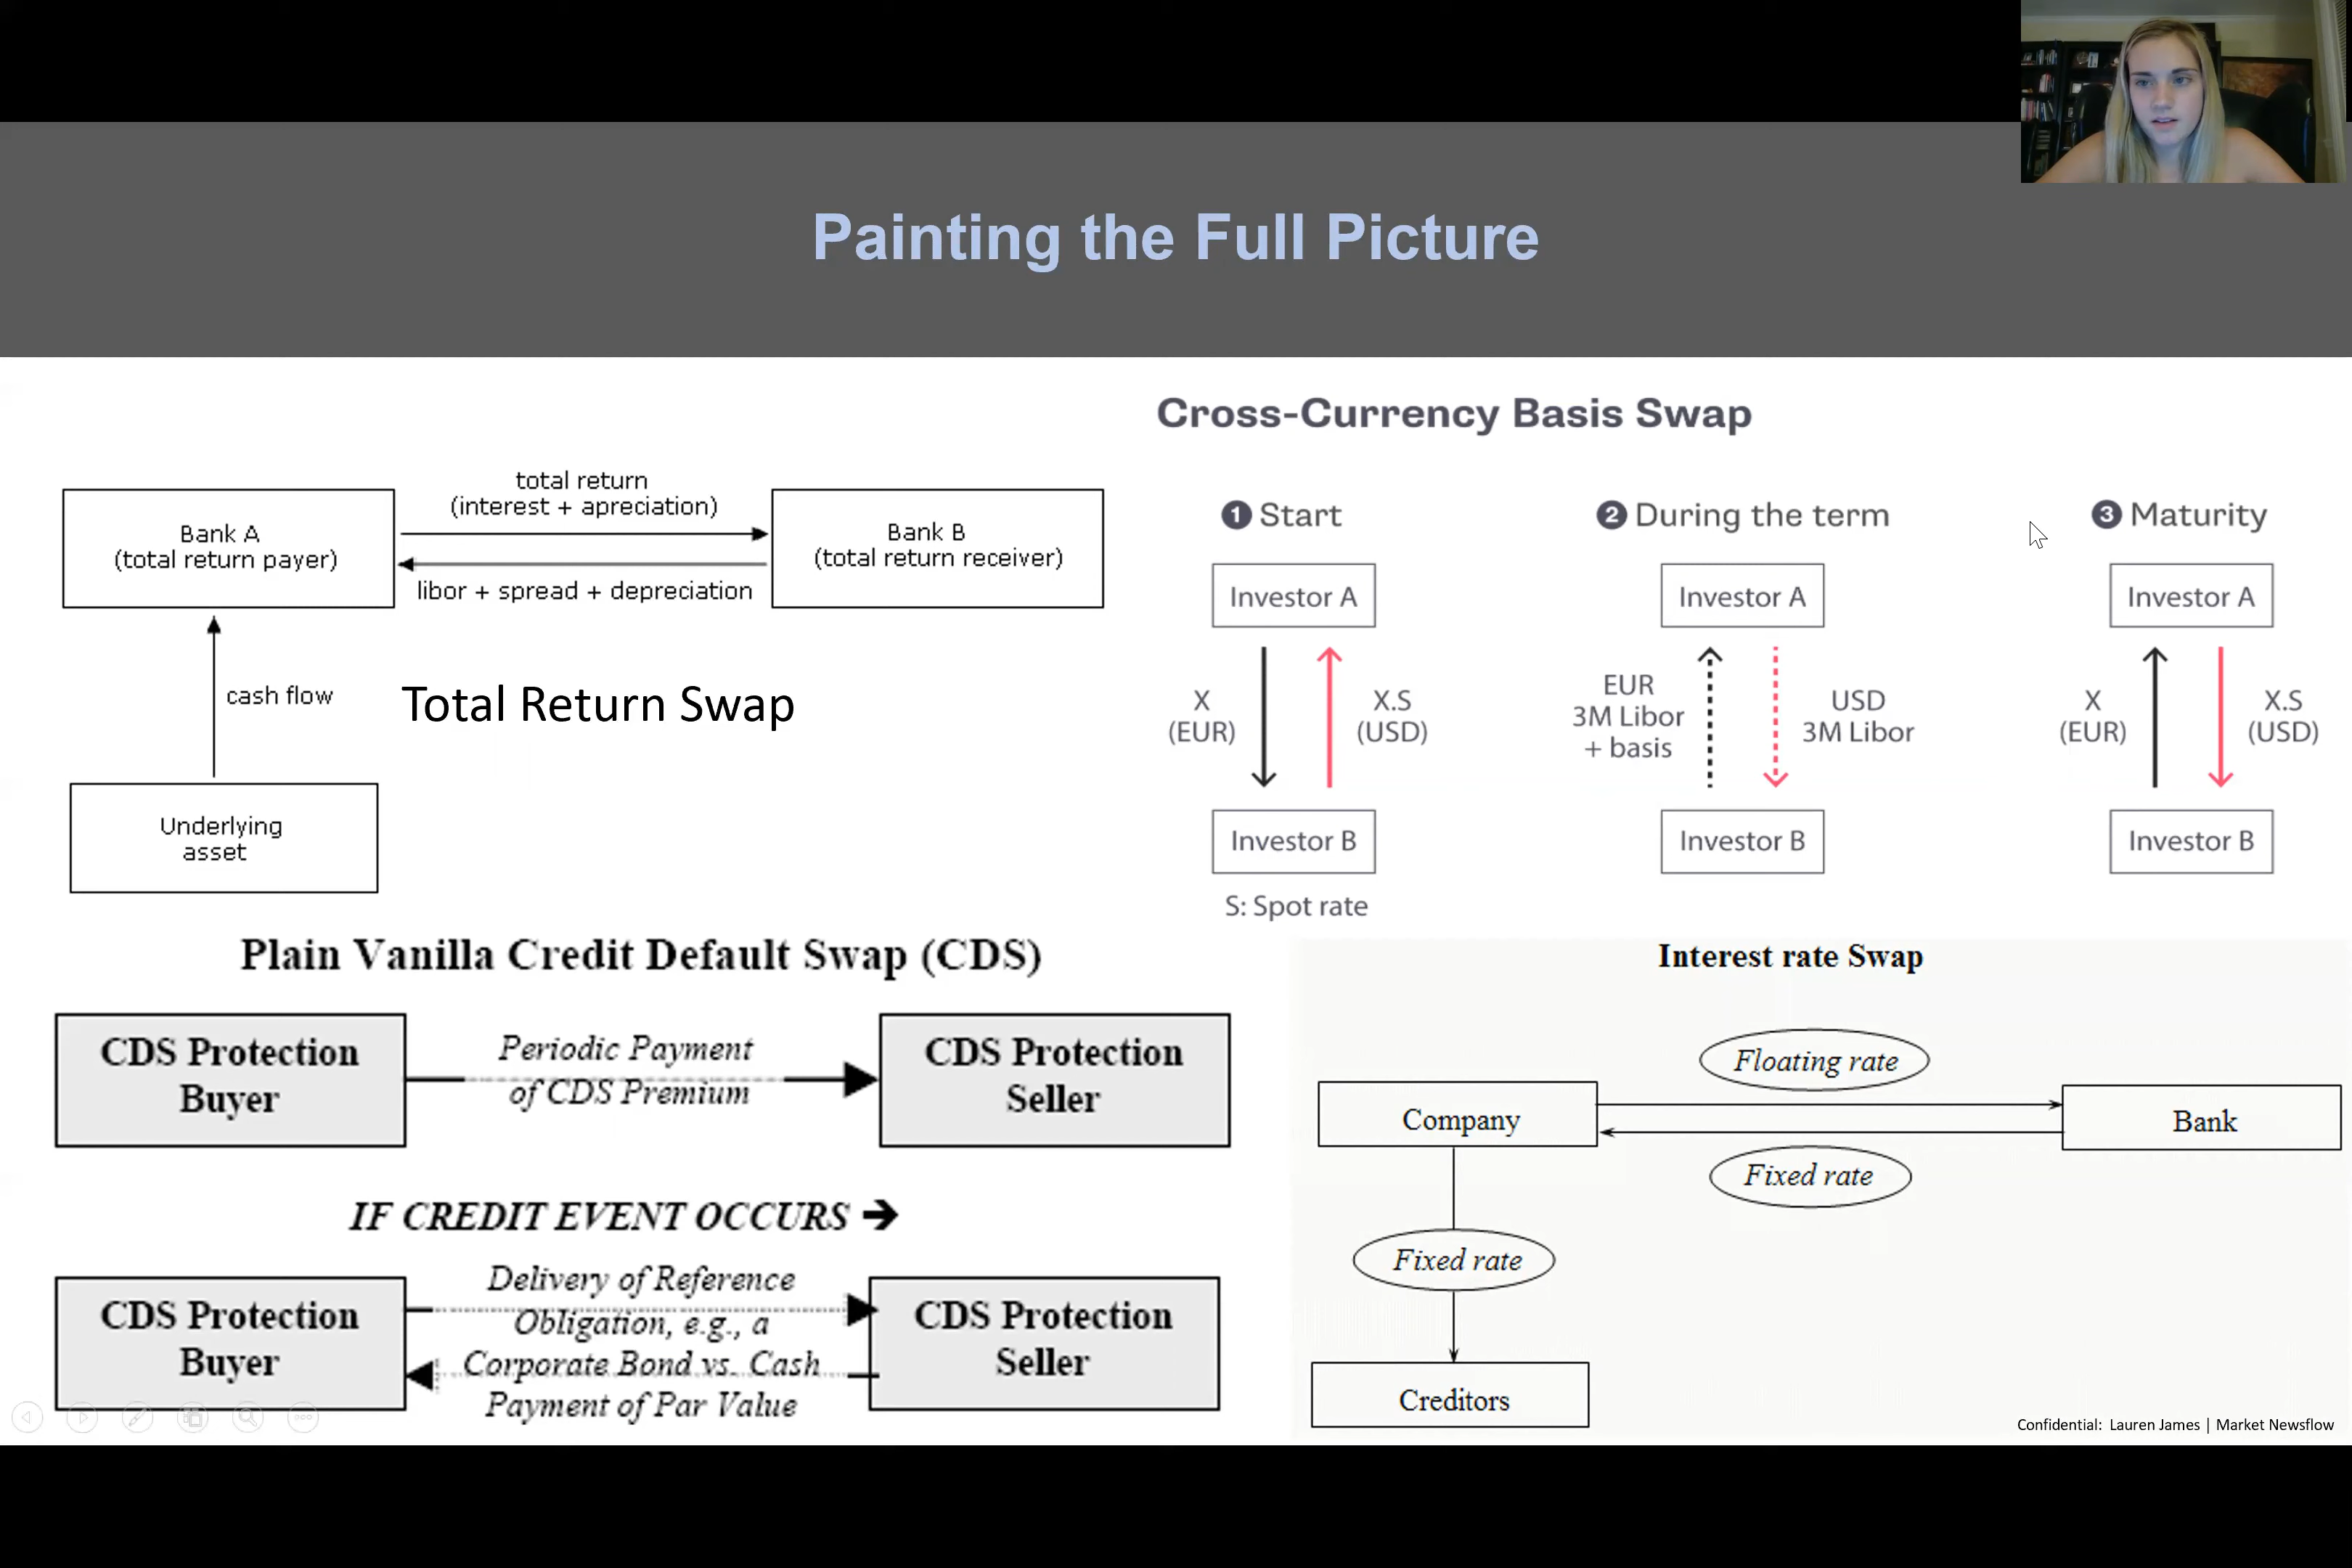 Painting the Full Picture
total return
(interest + apreciation)
Bank A
(total return payer)
Bank B
(total return receiver)
libor + spread + depreciation
cash flow
Total Return Swap
Underlying
asset
Cross-Currency Basis Swap
1 Start
Investor A
X
(EUR)
X.S
(USD)
Investor B
S: Spot rate
2 During the term
Investor A
EUR
3M Libor
+ basis
USD
3M Libor
Investor B
3 Maturity
Investor A
X
(EUR)
X.S
(USD)
Investor B
Plain Vanilla Credit Default Swap (CDS)
CDS Protection
Buyer
Periodic Payment
of CDS Premium
CDS Protection
Seller
IF CREDIT EVENT OCCURS ➔
CDS Protection
Buyer
Delivery of Reference
Obligation, e.g., a
Corporate Bond vs. Cash
Payment of Par Value
CDS Protection
Seller
Interest rate Swap
Floating rate
Company
Bank
Fixed rate
Fixed rate
Creditors
Confidential: Lauren James | Market Newsflow